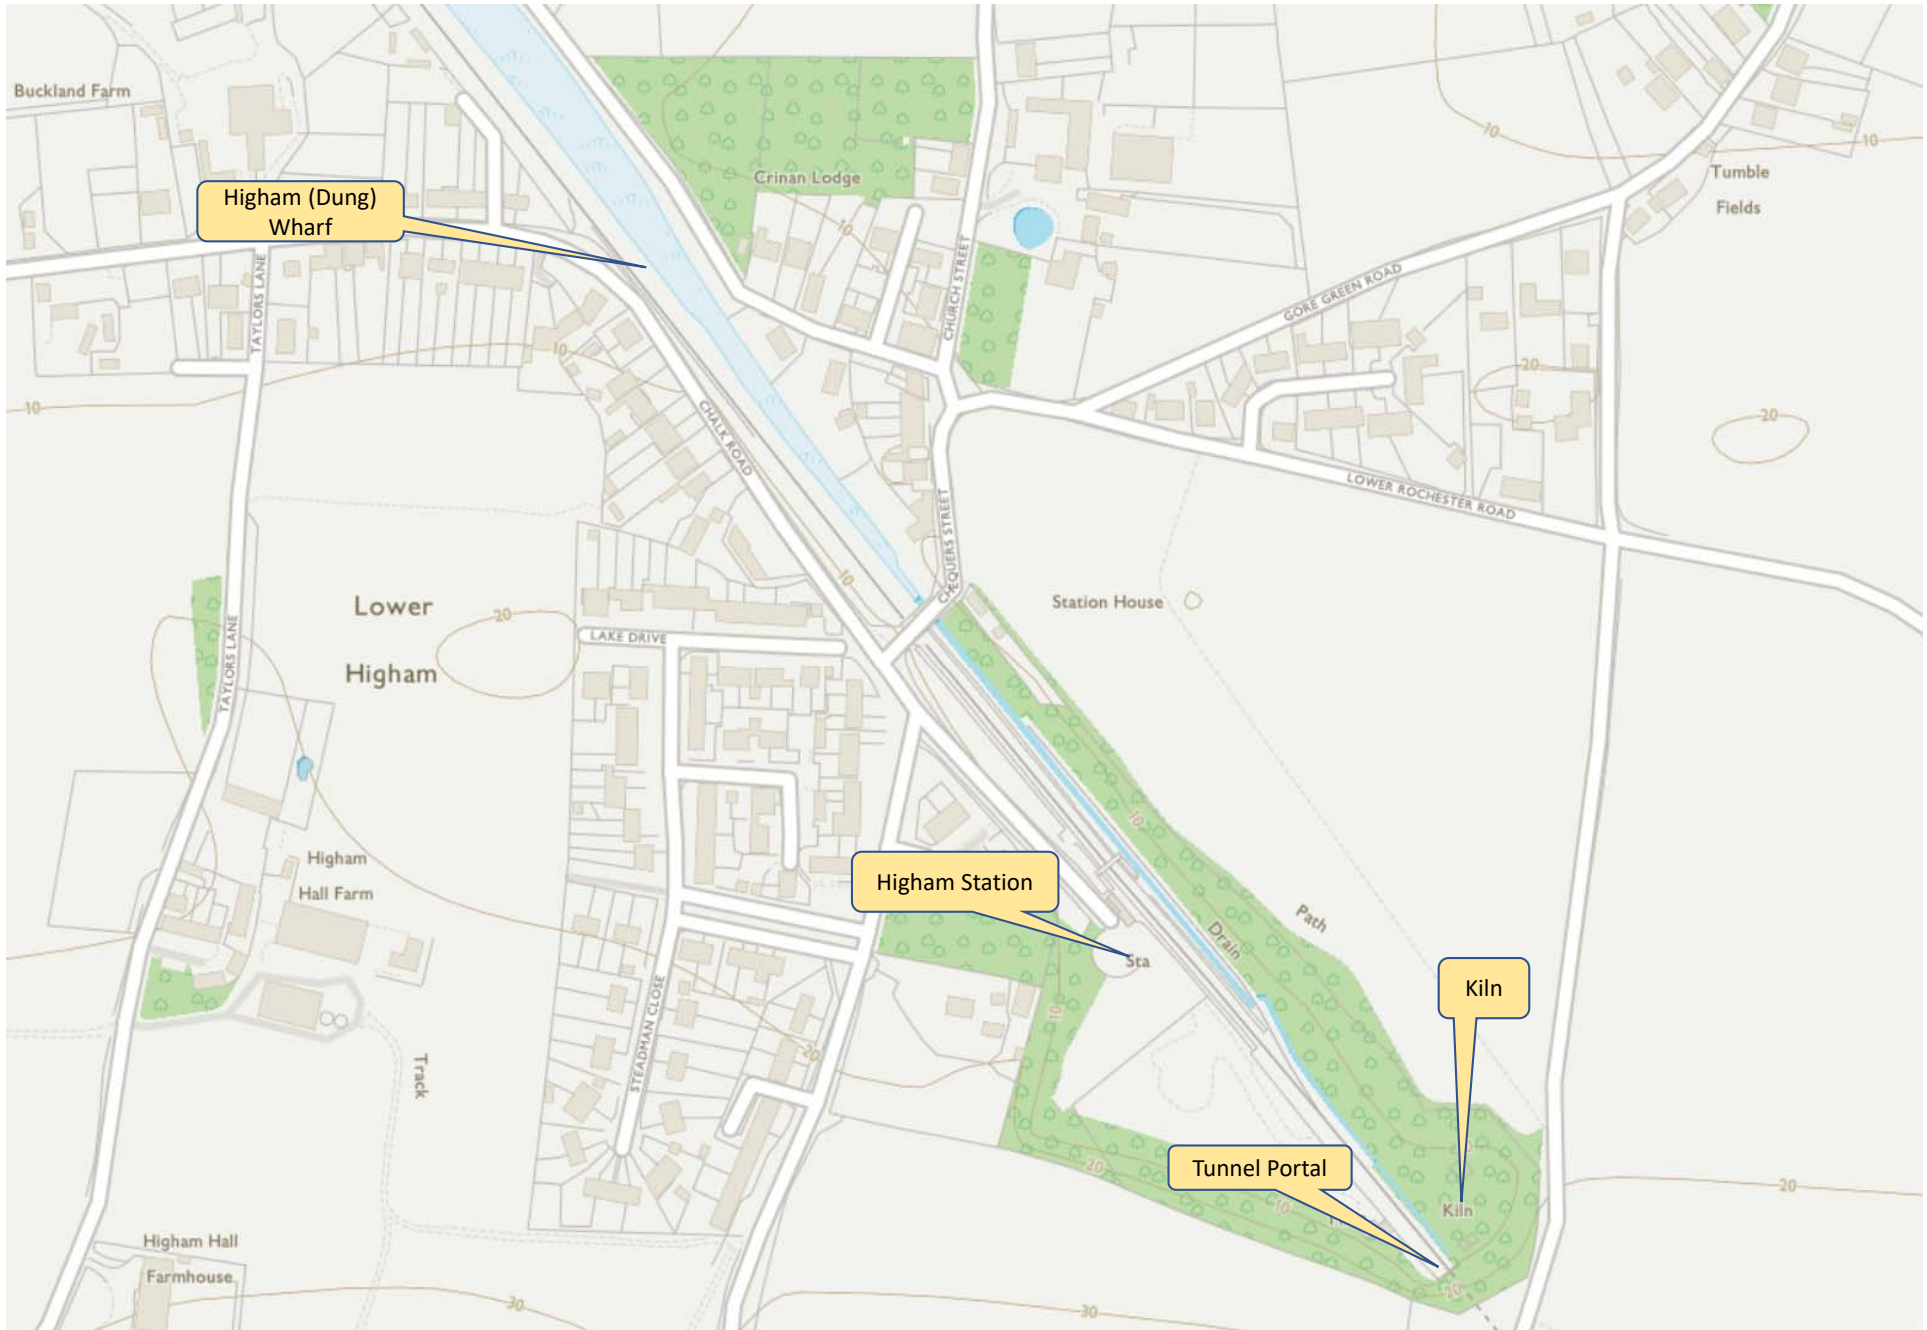 Buckland Farm
Higham (Dung)
Wharf
Crinan Lodge
10
10
Tumble
Fields
10
CHURCH STREET
GORE GREEN ROAD
TAYLORS LANE
10
10
20
20
CHALK ROAD
LOWER ROCHESTER ROAD
CHEQUERS STREET
10
Lower
Higham
20
LAKE DRIVE
Station House
TAYLORS LANE
10
Higham
Hall Farm
Higham Station
Path
Drain
Sta
Kiln
10
20
STEADMAN CLOSE
Track
Tunnel Portal
20
10
20
Kiln
Higham Hall
Farmhouse
30
20
30